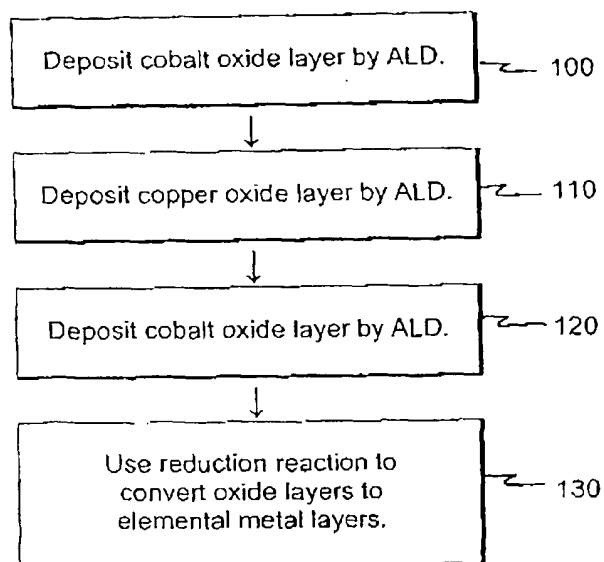 Deposit cobalt oxide layer by ALD.
100
Deposit copper oxide layer by ALD.
110
Deposit cobalt oxide layer by ALD.
120
Use reduction reaction to
convert oxide layers to
elemental metal layers.
130